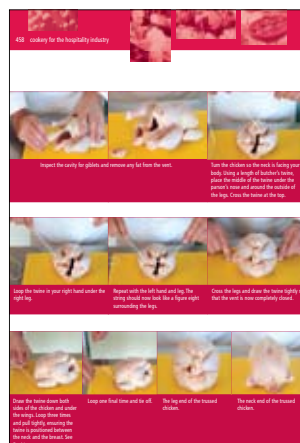 458 cookery for the hospitality industry
Inspect the cavity for giblets and remove any fat from the vent.
Turn the chicken so the neck is facing your
body. Using a length of butcher's twine,
place the middle of the twine under the
parson's nose and around the outside of
the legs. Cross the twine at the top.
Loop the twine in your right hand under the
right leg.
Repeat with the left hand and leg. The
string should now look like a figure eight
surrounding the legs.
Cross the legs and draw the twine tightly so
that the vent is now completely closed.
Draw the twine down both
sides of the chicken and under
the wings. Loop three times
and pull tightly, ensuring the
twine is positioned between
the neck and the breast. See
Loop one final time and tie off.
The leg end of the trussed
chicken.
The neck end of the trussed
chicken.